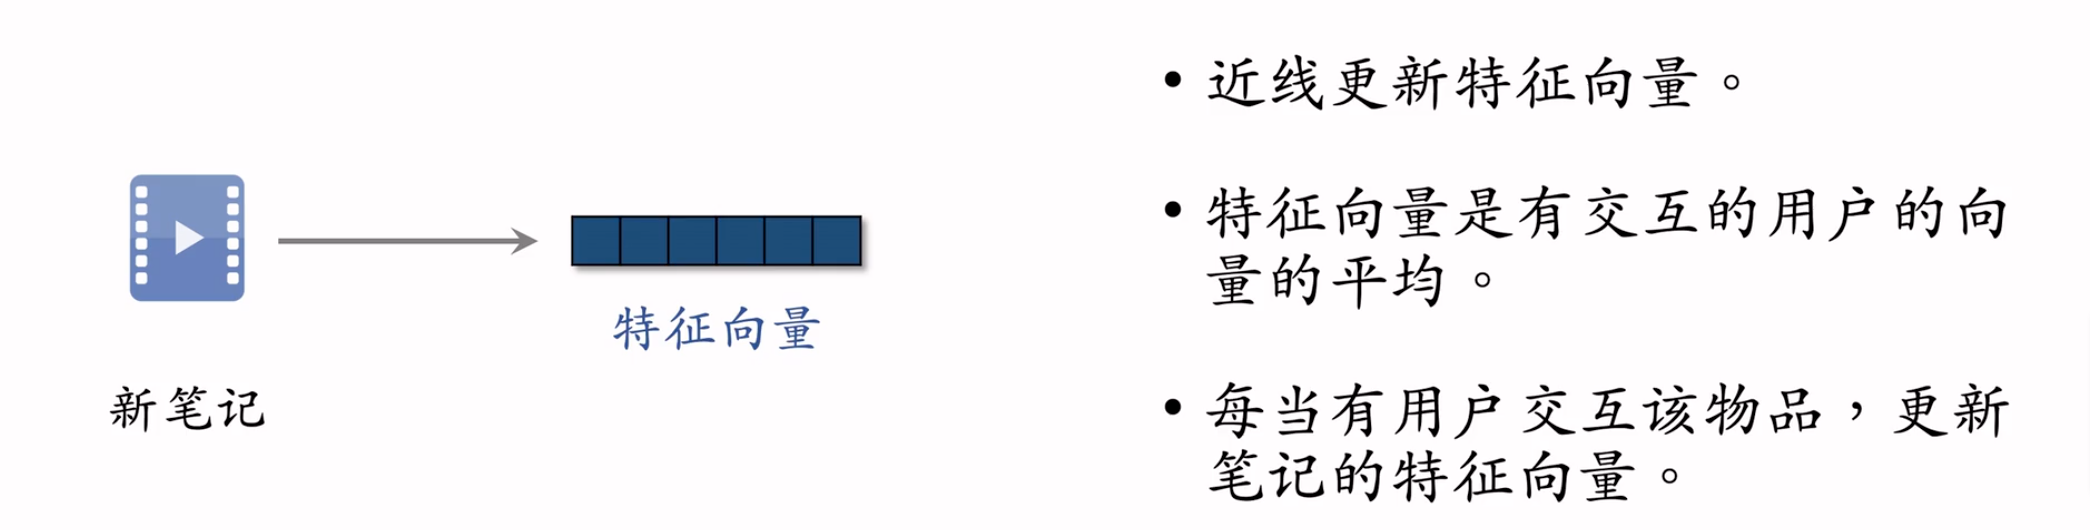 新笔记
特征向量
• 近线更新特征向量。
• 特征向量是有交互的用户的向
量的平均。
• 每当有用户交互该物品，更新
笔记的特征向量。